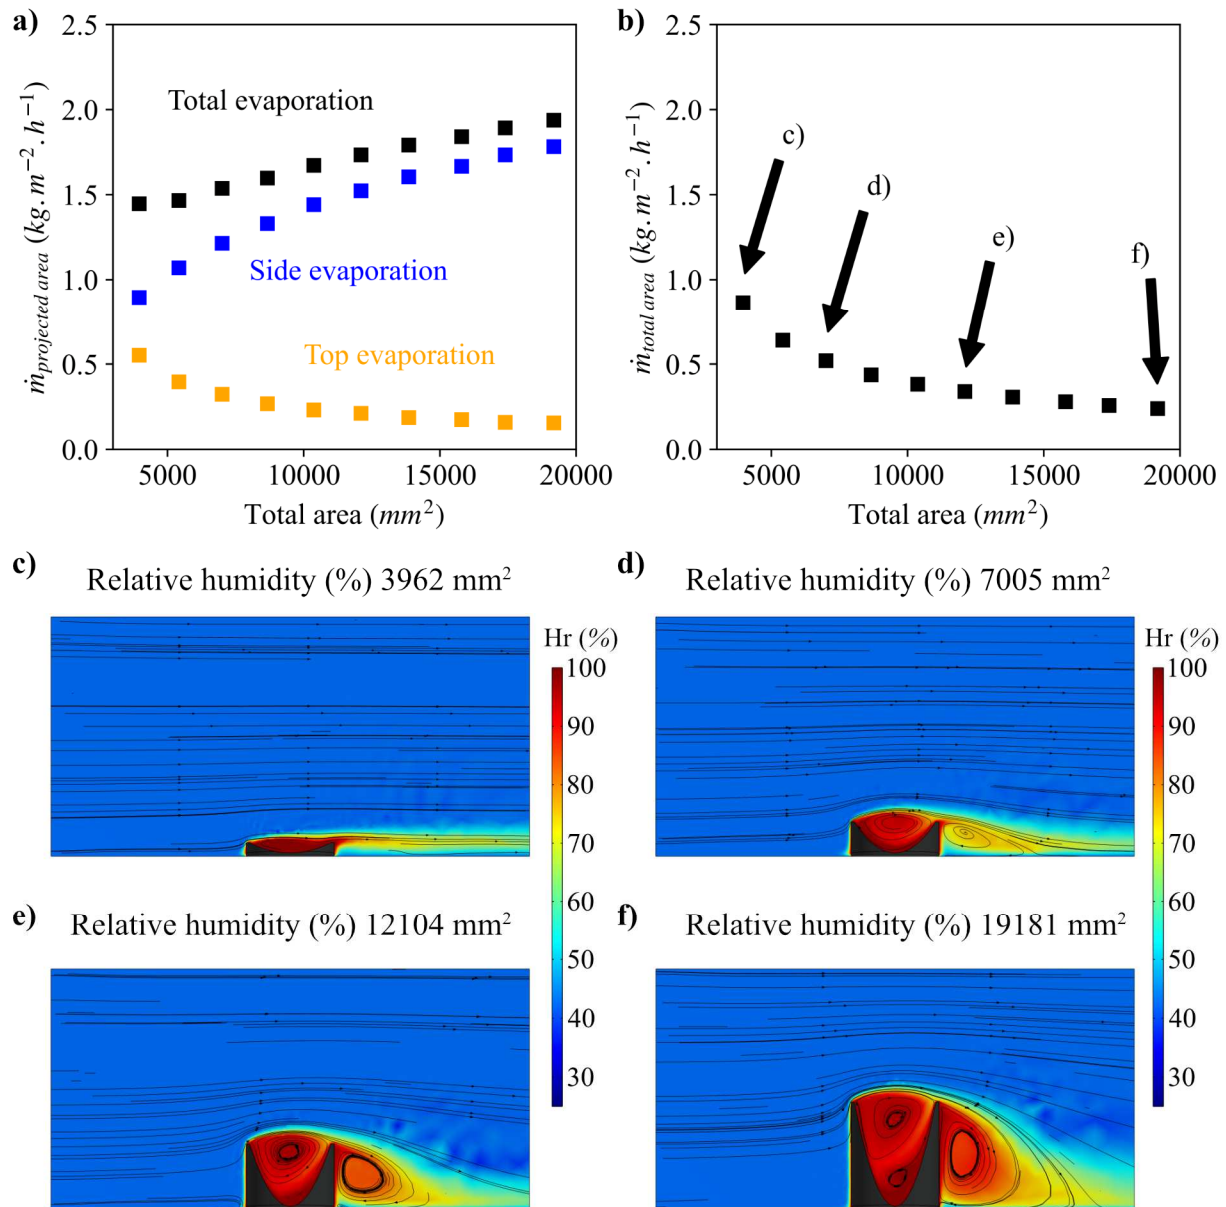 a)
2.5
2.0
1.5
1.0
0.5
0.0
ṁprojected area (kg.m⁻².h⁻¹)
Total evaporation
Side evaporation
Top evaporation
5000 10000 15000 20000
Total area (mm²)
b)
2.5
2.0
1.5
1.0
0.5
0.0
ṁtotal area (kg.m⁻².h⁻¹)
c)
d)
e)
f)
5000 10000 15000 20000
Total area (mm²)
c)
Relative humidity (%) 3962 mm²
Hr (%)
100
90
80
70
60
50
40
30
d)
Relative humidity (%) 7005 mm²
Hr (%)
100
90
80
70
60
50
40
30
e)
Relative humidity (%) 12104 mm²
f)
Relative humidity (%) 19181 mm²